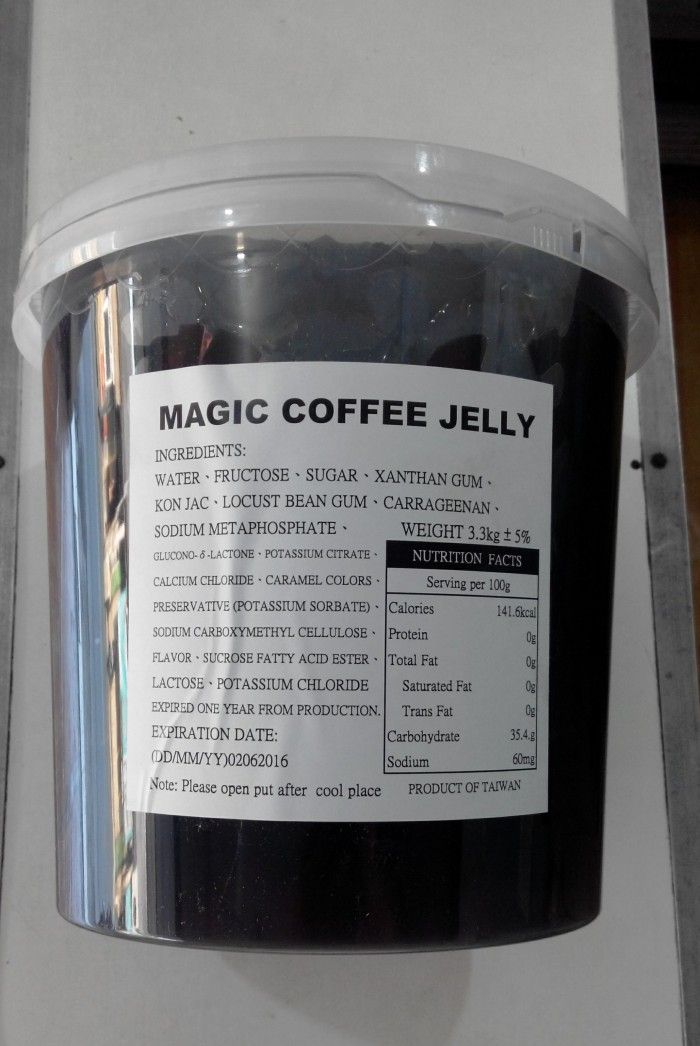 MAGIC COFFEE JELLY
INGREDIENTS:
WATER、FRUCTOSE、SUGAR、XANTHAN GUM、
KON JAC、LOCUST BEAN GUM、CARRAGEENAN、
SODIUM METAPHOSPHATE、
GLUCONO-δ-LACTONE、POTASSIUM CITRATE、
CALCIUM CHLORIDE、CARAMEL COLORS、
PRESERVATIVE (POTASSIUM SORBATE)、
SODIUM CARBOXYMETHYL CELLULOSE、
FLAVOR、SUCROSE FATTY ACID ESTER、
LACTOSE、POTASSIUM CHLORIDE
EXPIRED ONE YEAR FROM PRODUCTION.
EXPIRATION DATE:
(DD/MM/YY)02062016
Note: Please open put after cool place
WEIGHT 3.3kg ± 5%
NUTRITION FACTS
Serving per 100g
Calories 141.6kcal
Protein 0g
Total Fat 0g
Saturated Fat 0g
Trans Fat 0g
Carbohydrate 35.4.g
Sodium 60mg
PRODUCT OF TAIWAN